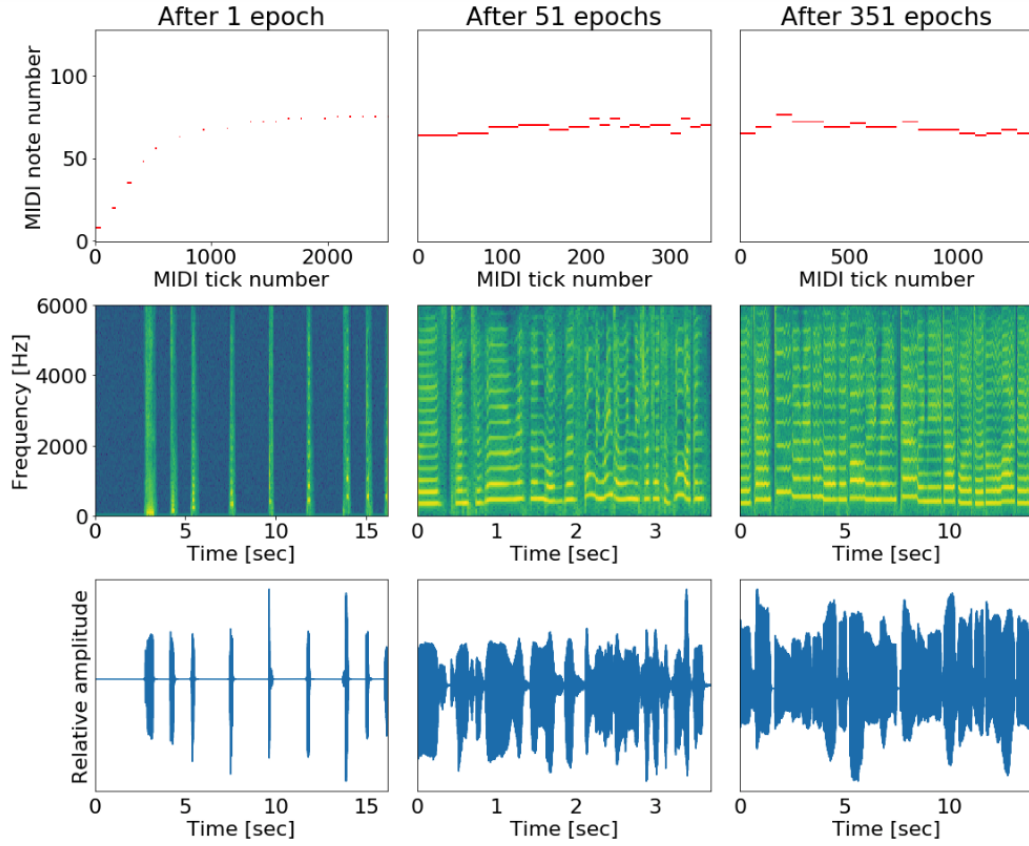 After 1 epoch After 51 epochs After 351 epochs
MIDI note number
100
50
0
0 1000 2000 0 100 200 300 0 500 1000
MIDI tick number MIDI tick number MIDI tick number
Frequency [Hz]
6000
4000
2000
0
0 5 10 15 0 1 2 3 0 5 10
Time [sec] Time [sec] Time [sec]
Relative amplitude
0 5 10 15 0 1 2 3 0 5 10
Time [sec] Time [sec] Time [sec]